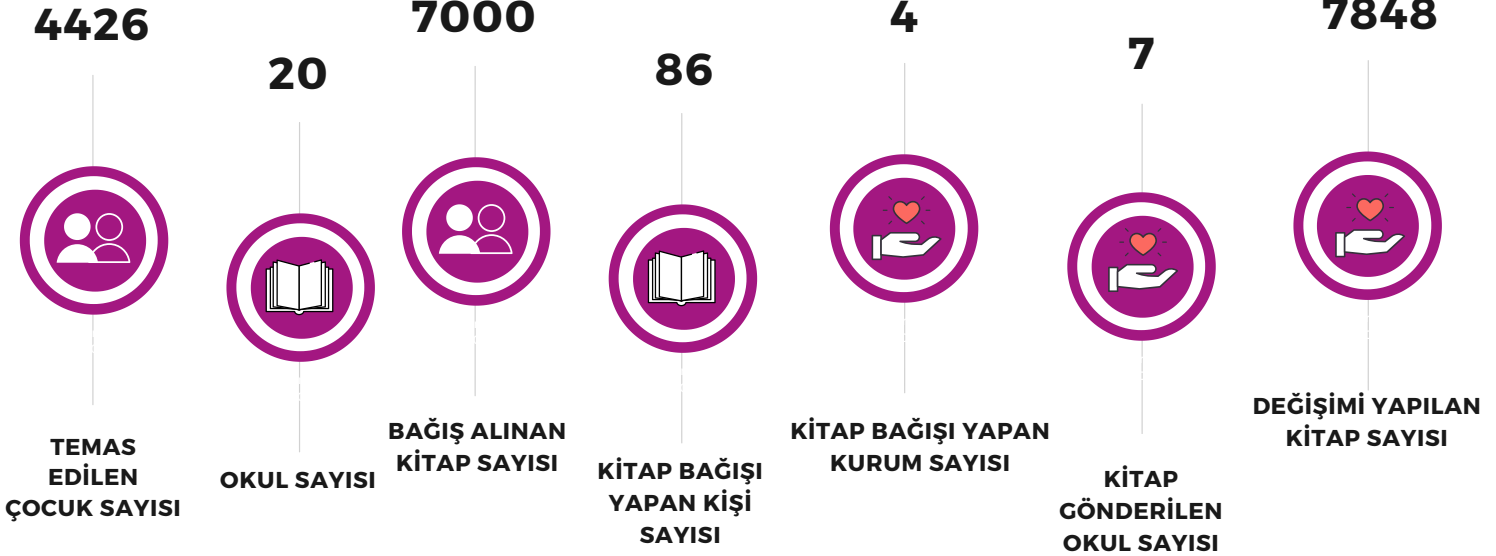 4426
TEMAS
EDİLEN
ÇOCUK SAYISI
20
OKUL SAYISI
7000
BAĞIŞ ALINAN
KİTAP SAYISI
86
KİTAP BAĞIŞI
YAPAN KİŞİ
SAYISI
4
KİTAP BAĞIŞI YAPAN
KURUM SAYISI
7
KİTAP
GÖNDERİLEN
OKUL SAYISI
7848
DEĞİŞİMİ YAPILAN
KİTAP SAYISI